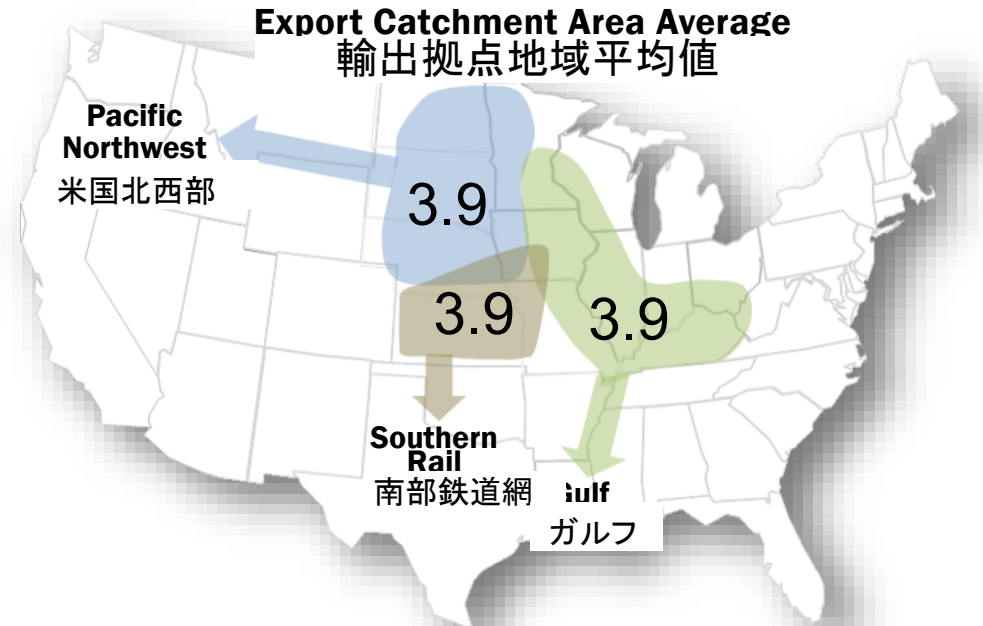 Export Catchment Area Average
輸出拠点地域平均値
Pacific
Northwest
米国北西部
3.9
3.9
3.9
Southern
Rail
南部鉄道網
Gulf
ガルフ